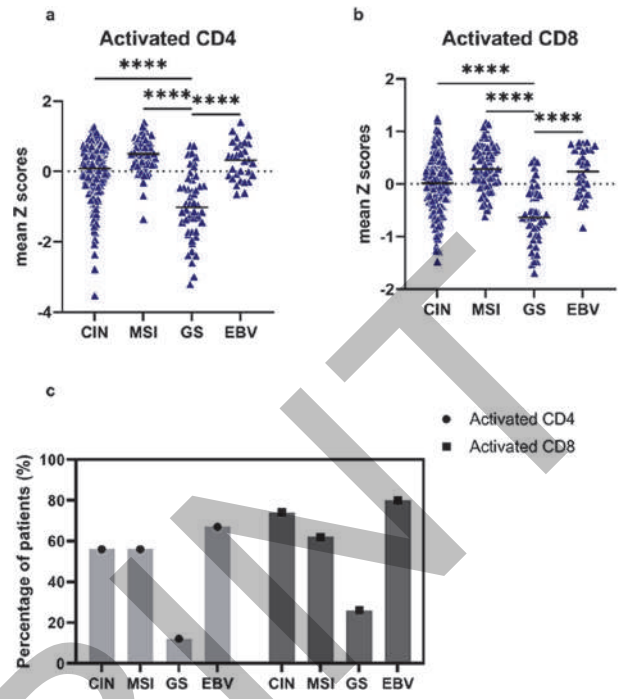 a
Activated CD4
****
**** ****
2
0
-2
-4
mean Z scores
CIN MSI GS EBV
b
Activated CD8
****
****
****
2
1
0
-1
-2
mean Z scores
CIN MSI GS EBV
c
Activated CD4
Activated CD8
100
80
60
40
20
0
Percentage of patients (%)
CIN MSI GS EBV CIN MSI GS EBV